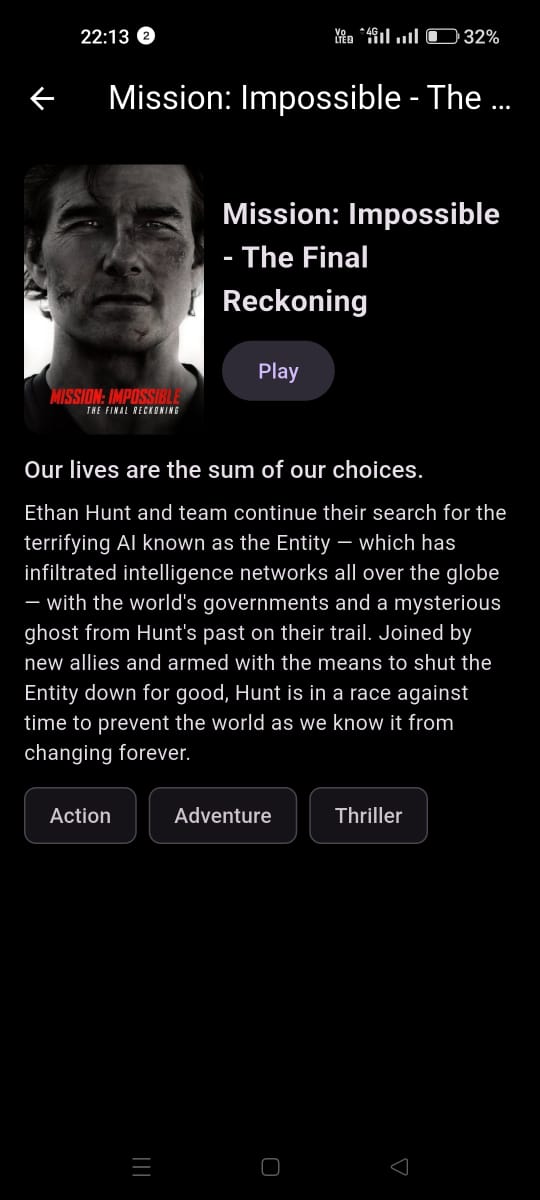 22:13 2 Vo LTE2 4G 32%
Mission: Impossible - The ...
Mission: Impossible
- The Final
Reckoning
Play
MISSION: IMPOSSIBLE
THE FINAL RECKONING
Our lives are the sum of our choices.
Ethan Hunt and team continue their search for the
terrifying AI known as the Entity — which has
infiltrated intelligence networks all over the globe
— with the world's governments and a mysterious
ghost from Hunt's past on their trail. Joined by
new allies and armed with the means to shut the
Entity down for good, Hunt is in a race against
time to prevent the world as we know it from
changing forever.
Action Adventure Thriller